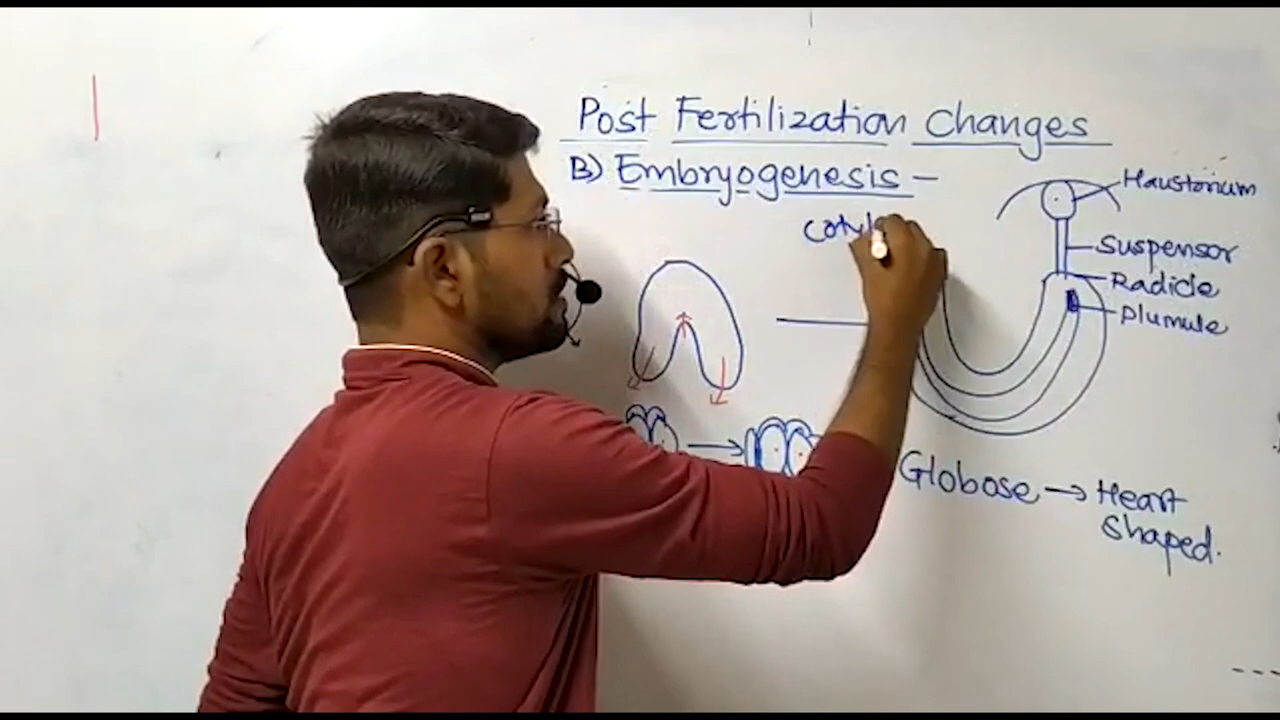 Post Fertilization Changes
B) Embryogenesis –
Haustorium
Suspensor
Radicle
Plumule
Globose → Heart
shaped.